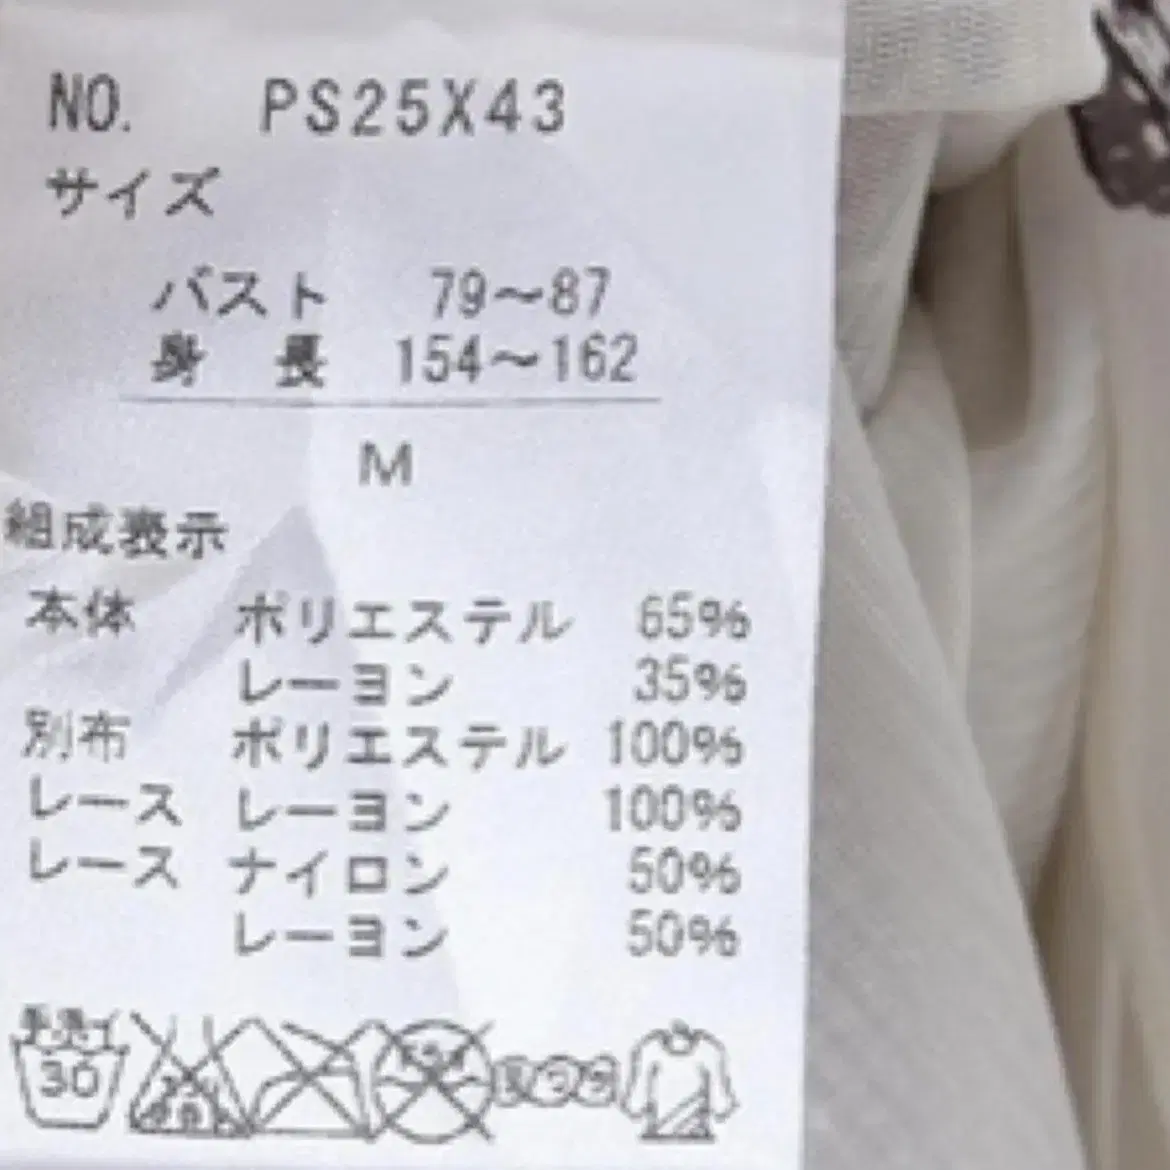 NO. PS25X43
サイズ
バスト 79〜87
身長 154〜162
M
組成表示
本体 ポリエステル 65%
レーヨン 35%
別布 ポリエステル 100%
レース レーヨン 100%
レース ナイロン 50%
レーヨン 50%
手洗イ
30